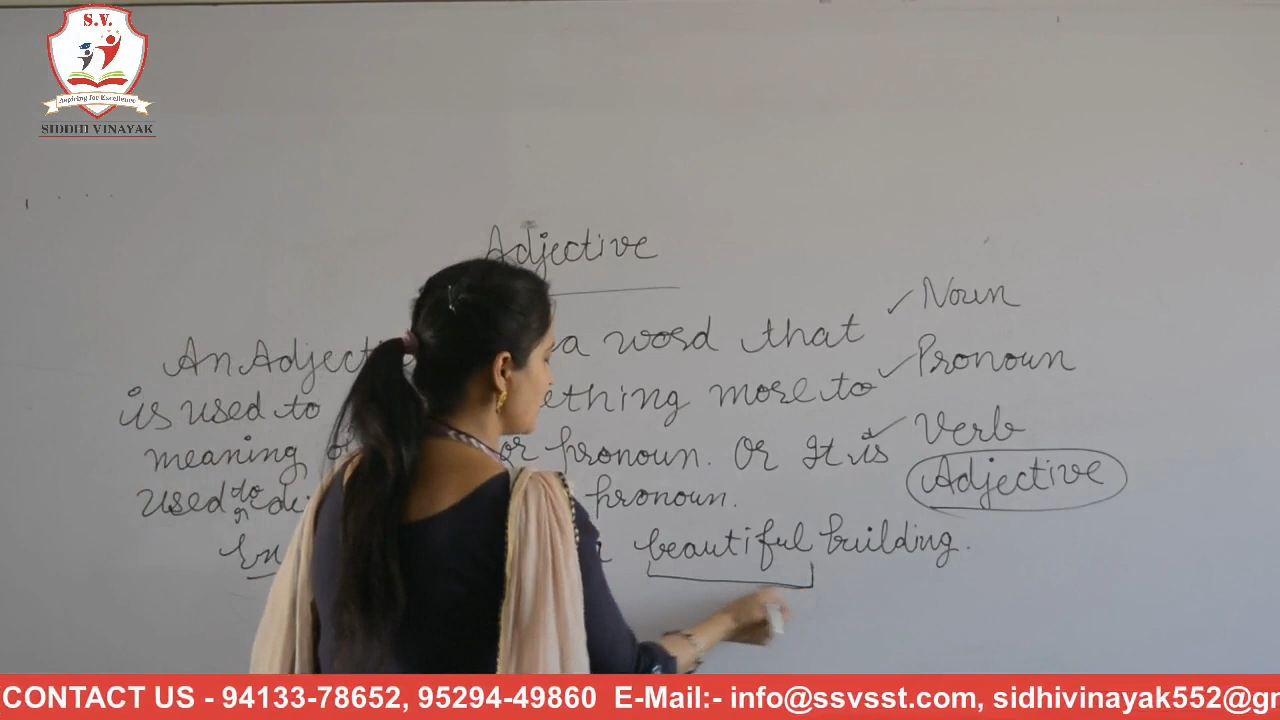 S.V.
Aspiring for Excellence
SIDDHI VINAYAK
Adjective
Noun
An Adjecti a word that
Pronoun
is used to ething more to
Verb
meaning or pronoun. Or It is
Adjective
used to pronoun.
beautiful building.
CONTACT US - 94133-78652, 95294-49860 E-Mail:- info@ssvsst.com, sidhivinayak552@gm